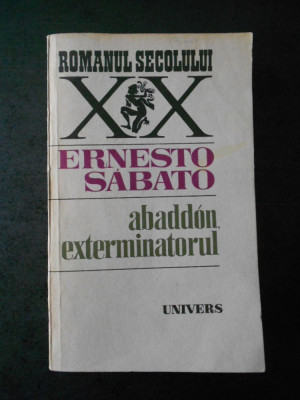 ROMANUL SECOLULUI
XX
ERNESTO
SÁBATO
abaddón,
exterminatorul
UNIVERS